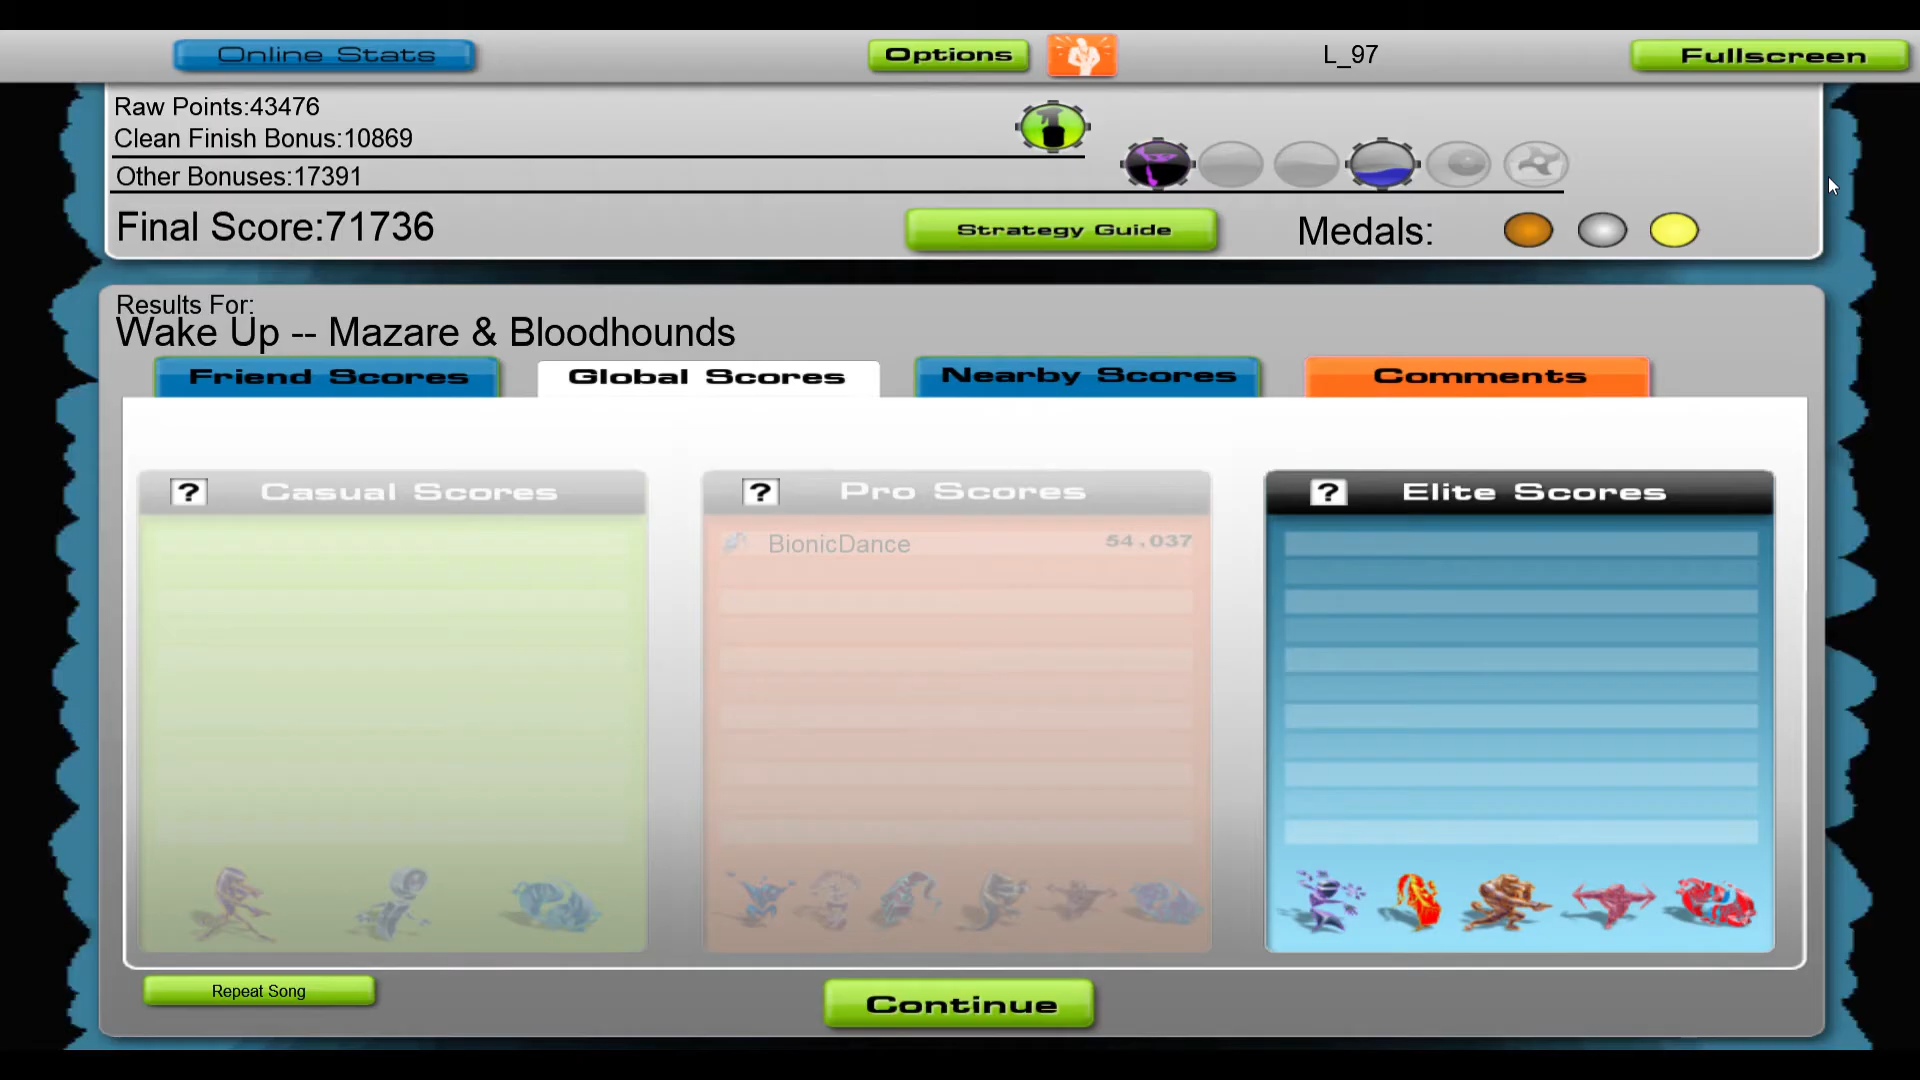 Online Stats
Options
L_97
Fullscreen
Raw Points:43476
Clean Finish Bonus:10869
Other Bonuses:17391
Final Score:71736
Strategy Guide
Medals:
Results For:
Wake Up -- Mazare & Bloodhounds
Friend Scores
Global Scores
Nearby Scores
Comments
? Casual Scores
? Pro Scores
? Elite Scores
BionicDance 54.037
Repeat Song
Continue